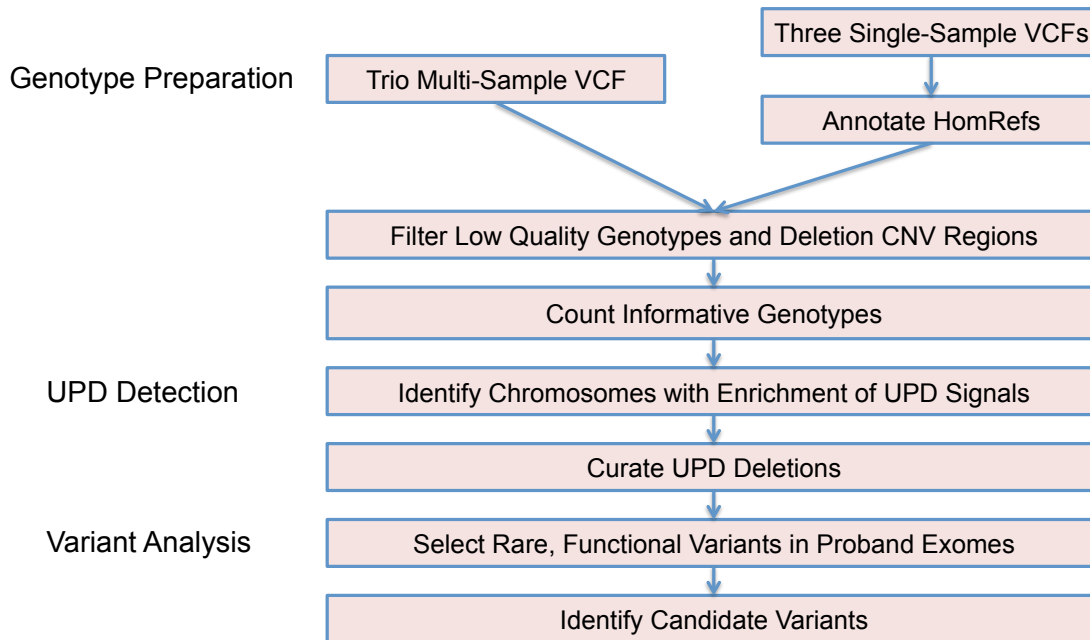 Three Single-Sample VCFs
Genotype Preparation
Trio Multi-Sample VCF
Annotate HomRefs
Filter Low Quality Genotypes and Deletion CNV Regions
Count Informative Genotypes
UPD Detection
Identify Chromosomes with Enrichment of UPD Signals
Curate UPD Deletions
Variant Analysis
Select Rare, Functional Variants in Proband Exomes
Identify Candidate Variants